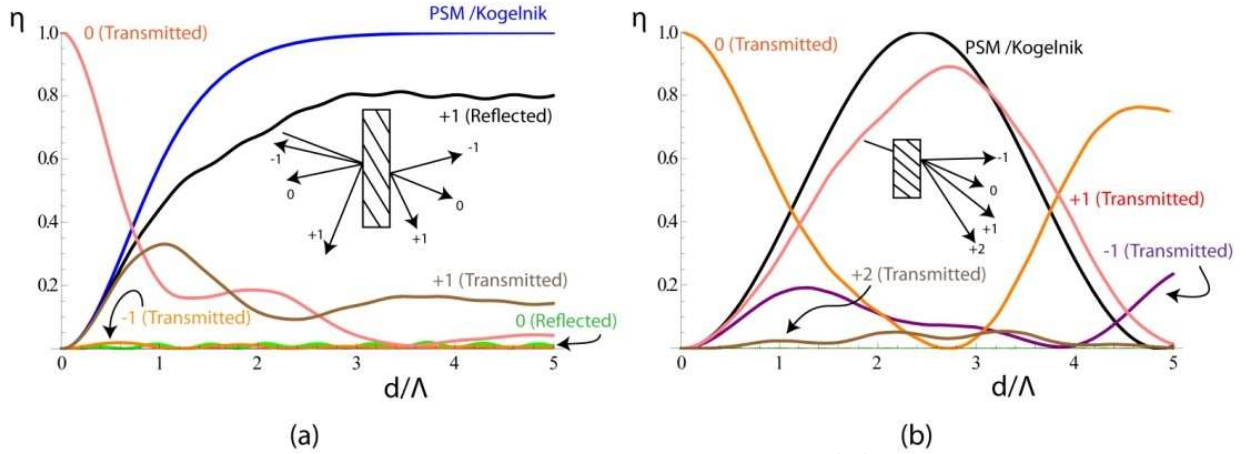 η
PSM /Kogelnik
0 (Transmitted)
1.0
0.8
0.6
0.4
0.2
+1 (Reflected)
-1
0
+1
-1
0
+1
+1 (Transmitted)
-1 (Transmitted)
0 (Reflected)
0
1
2
3
4
5
d/Λ
(a)
η
0 (Transmitted)
PSM /Kogelnik
1.0
0.8
0.6
0.4
0.2
-1
0
+1
+2
+1 (Transmitted)
-1 (Transmitted)
+2 (Transmitted)
0
1
2
3
4
5
d/Λ
(b)